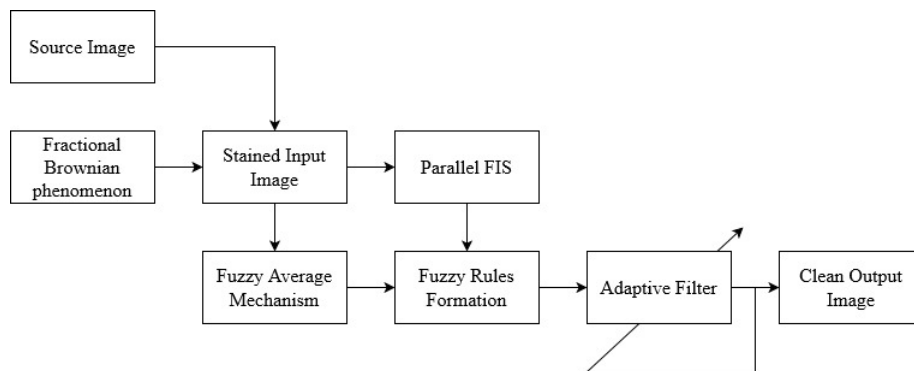 Source Image
Fractional
Brownian
phenomenon
Stained Input
Image
Parallel FIS
Fuzzy Average
Mechanism
Fuzzy Rules
Formation
Adaptive Filter
Clean Output
Image